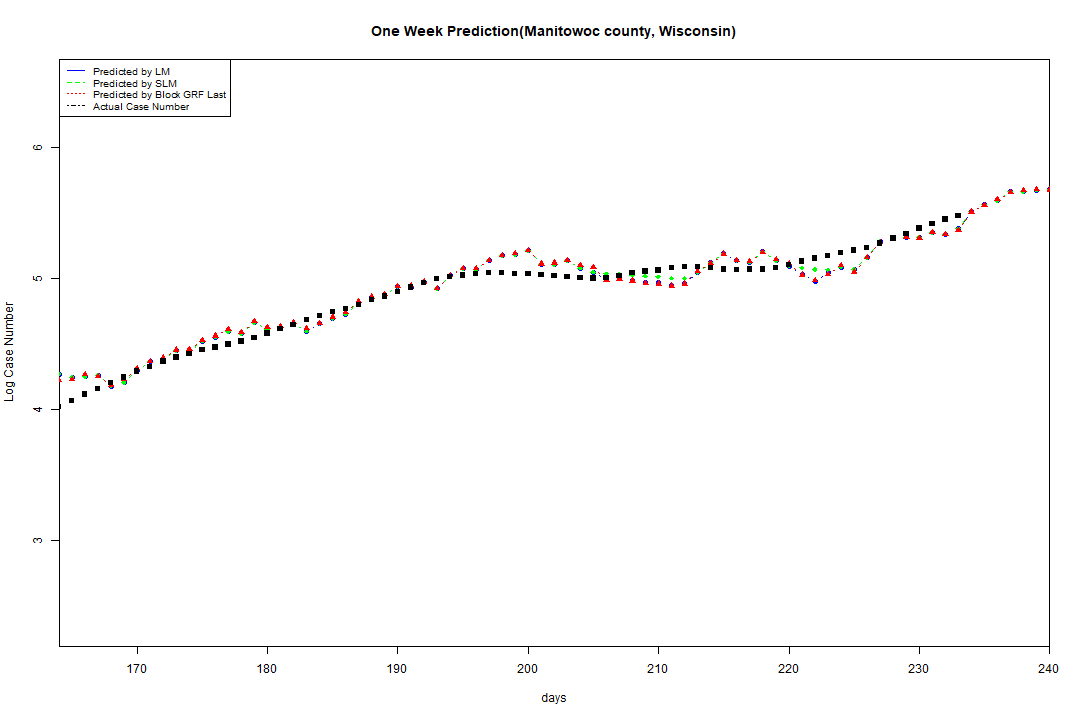 One Week Prediction(Manitowoc county, Wisconsin)
Predicted by LM
Predicted by SLM
Predicted by Block GRF Last
Actual Case Number
Log Case Number
6
5
4
3
170 180 190 200 210 220 230 240
days